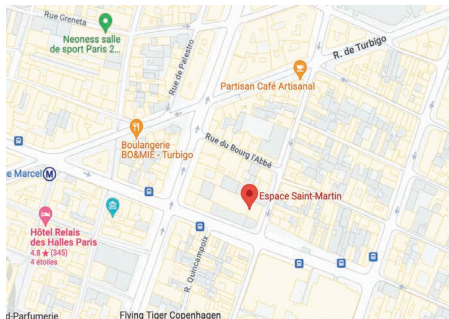 Rue Greneta
Neoness salle
de sport Paris 2...
Rue de Palestro
R. de Turbigo
Partisan Café Artisanal
Boulangerie
BO&MIE - Turbigo
Rue du Bourg l'Abbé
e Marcel M
Espace Saint-Martin
Hôtel Relais
des Halles Paris
4.8 ★ (345)
4 étoiles
R. Quincampoix
d-Parfumerie
Flying Tiger Copenhagen